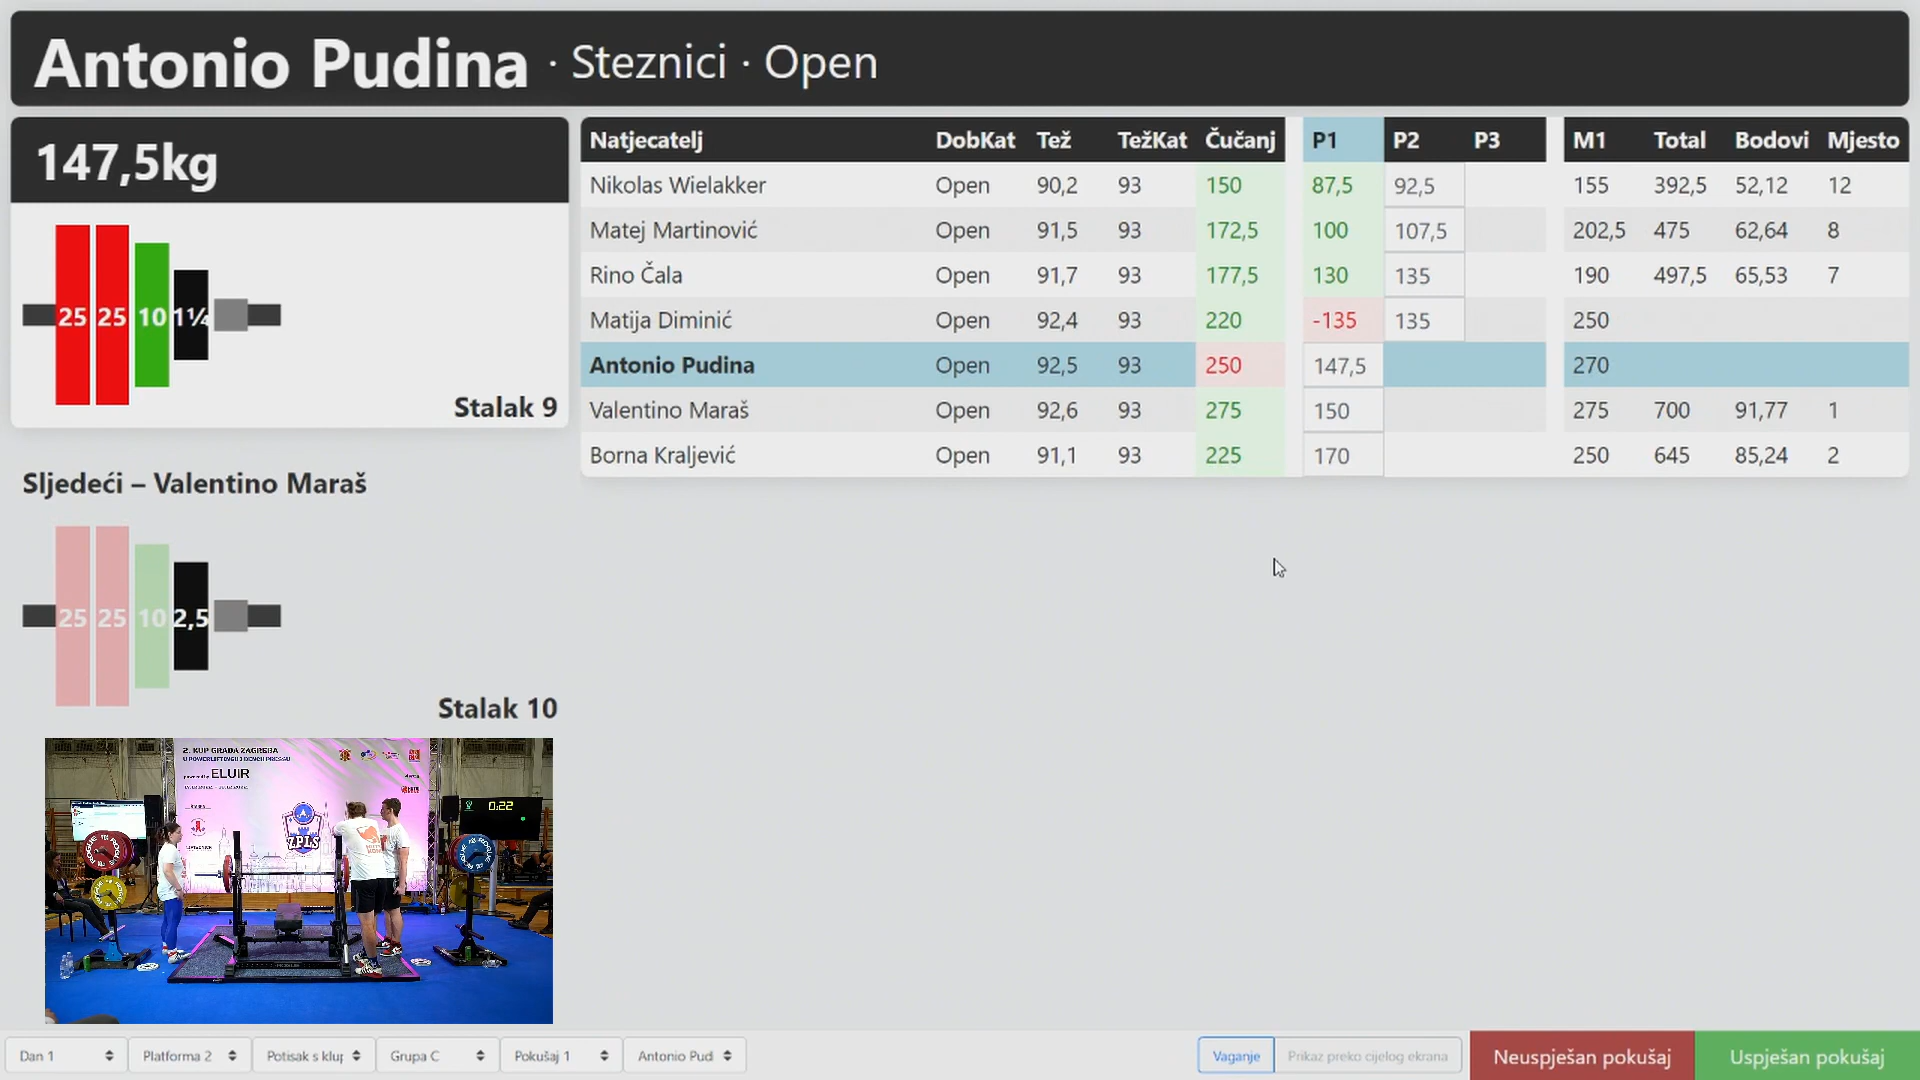 Antonio Pudina · Steznici · Open
147,5kg
25 25 10 1¼
Stalak 9
Sljedeći – Valentino Maraš
25 25 10 2,5
Stalak 10
Natjecatelj DobKat Tež TežKat Čučanj P1 P2 P3 M1 Total Bodovi Mjesto
Nikolas Wielakker Open 90,2 93 150 87,5 92,5 155 392,5 52,12 12
Matej Martinović Open 91,5 93 172,5 100 107,5 202,5 475 62,64 8
Rino Čala Open 91,7 93 177,5 130 135 190 497,5 65,53 7
Matija Diminić Open 92,4 93 220 -135 135 250
Antonio Pudina Open 92,5 93 250 147,5 270
Valentino Maraš Open 92,6 93 275 150 275 700 91,77 1
Borna Kraljević Open 91,1 93 225 170 250 645 85,24 2
2. KUP GRADA ZAGREBA
U POWERLIFTINGU I BENCH PRESSU
powered by ELUIR
ZPLS
0:22
Dan 1 Platforma 2 Potisak s klup Grupa C Pokušaj 1 Antonio Pud Vaganje Prikaz preko cijelog ekrana Neuspješan pokušaj Uspješan pokušaj